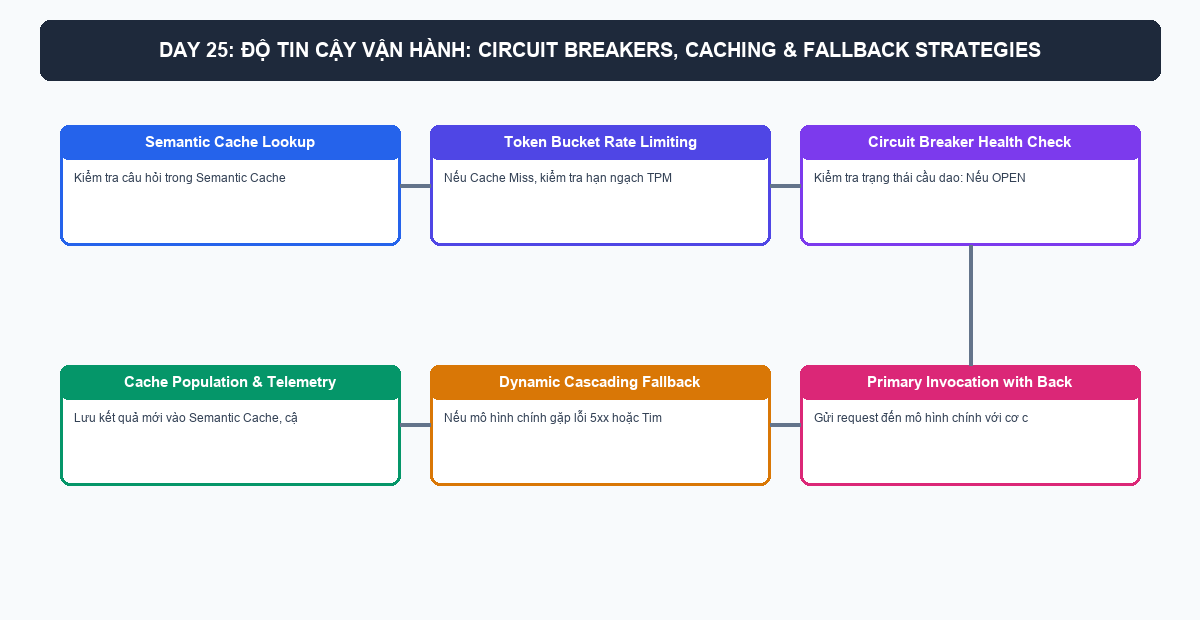 DAY 25: ĐỘ TIN CẬY VẬN HÀNH: CIRCUIT BREAKERS, CACHING & FALLBACK STRATEGIES
Semantic Cache Lookup
Kiểm tra câu hỏi trong Semantic Cache
Token Bucket Rate Limiting
Nếu Cache Miss, kiểm tra hạn ngạch TPM
Circuit Breaker Health Check
Kiểm tra trạng thái cầu dao: Nếu OPEN
Cache Population & Telemetry
Lưu kết quả mới vào Semantic Cache, cậ
Dynamic Cascading Fallback
Nếu mô hình chính gặp lỗi 5xx hoặc Tim
Primary Invocation with Back
Gửi request đến mô hình chính với cơ c